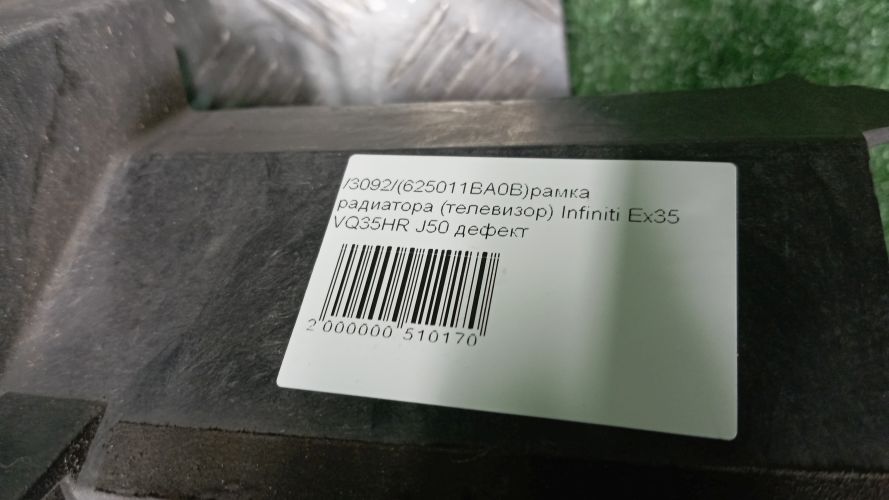 /3092/(625011BA0B)рамка
радиатора (телевизор) Infiniti Ex35
VQ35HR J50 дефект
2 000000 510170